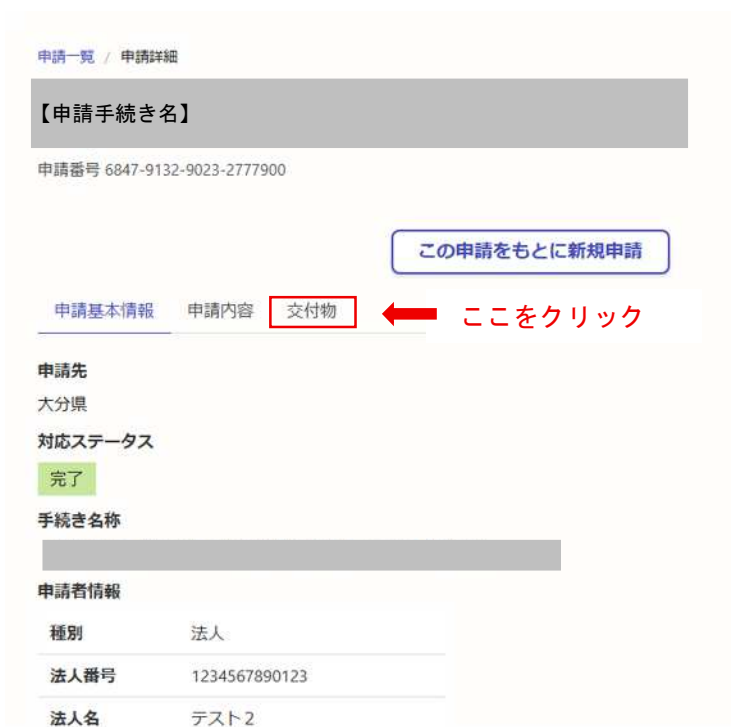 申請一覧 / 申請詳細
【申請手続き名】
申請番号 6847-9132-9023-2777900
この申請をもとに新規申請
申請基本情報 申請内容 交付物 ここをクリック
申請先
大分県
対応ステータス
完了
手続き名称
申請者情報
種別 法人
法人番号 1234567890123
法人名 テスト2